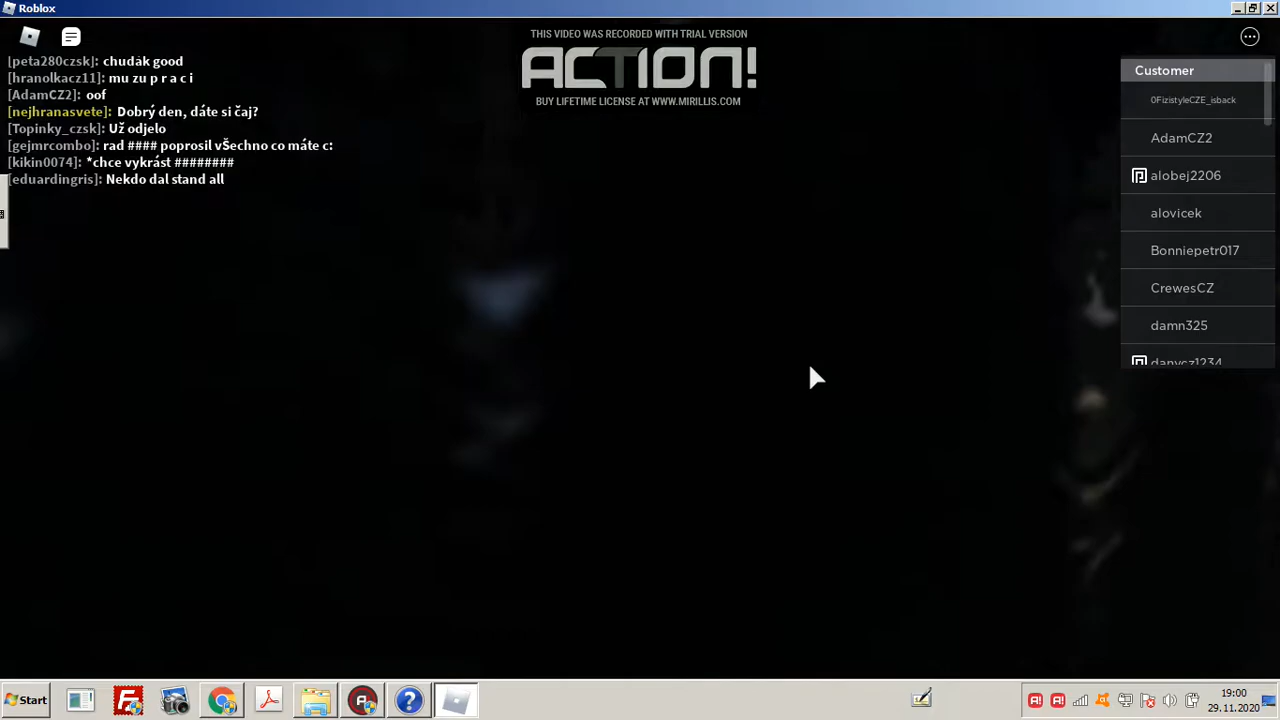 Roblox
THIS VIDEO WAS RECORDED WITH TRIAL VERSION
ACTION!
BUY LIFETIME LICENSE AT WWW.MIRILLIS.COM
[peta280czsk]: chudák good
[hranolkacz11]: mu zu p r a c i
[AdamCZ2]: oof
[nejhranasvete]: Dobrý den, dáte si čaj?
[Topinky_czsk]: Už odjelo
[gejmrcombo]: rad #### poprosil vŠechno co máte c:
[kikin0074]: *chce vykrást ########
[eduardingris]: Nekdo dal stand all
Customer
0FizistyleCZE_isback
AdamCZ2
alobej2206
alovicek
Bonniepetr017
CrewesCZ
damn325
danycz1234
Start
19:00
29.11.2020